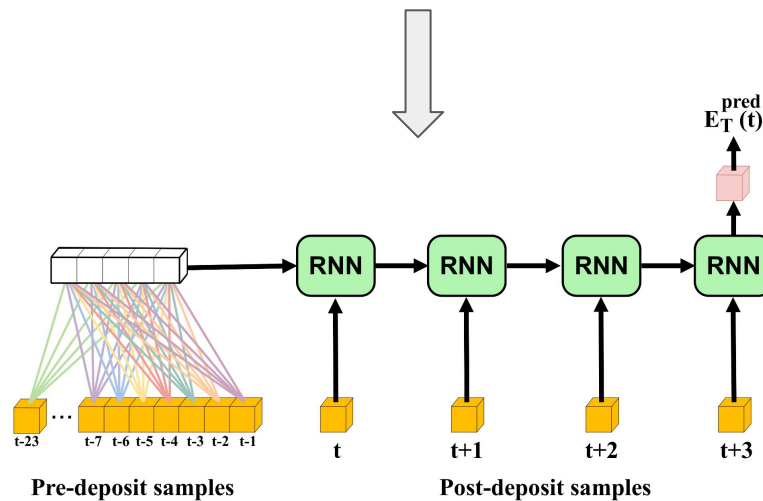 pred
E_T (t)
RNN RNN RNN RNN
... 
t-23 t-7 t-6 t-5 t-4 t-3 t-2 t-1
t t+1 t+2 t+3
Pre-deposit samples Post-deposit samples